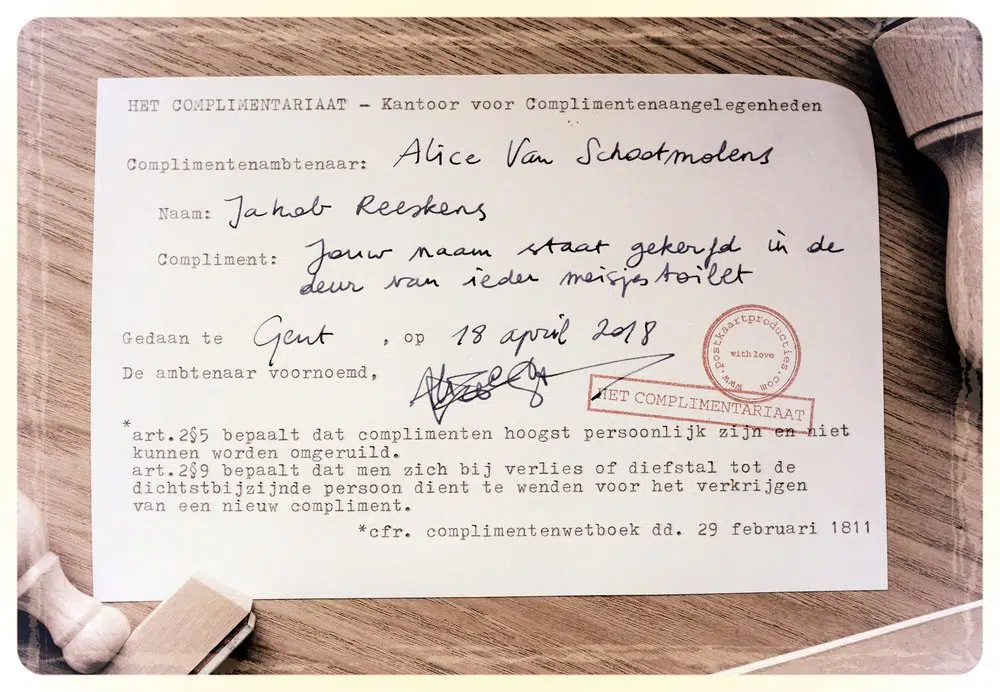 HET COMPLIMENTARIAAT - Kantoor voor Complimentenaangelegenheden
Complimentenambtenaar: Alice Van Schootmolens
Naam: Jakob Reeskens
Compliment: Jouw naam staat gekerfd in de
deur van ieder meisjestoilet
Gedaan te Gent , op 18 april 2018
De ambtenaar voornoemd,
www.postkaartproducties.com
with love
HET COMPLIMENTARIAAT
*art.2§5 bepaalt dat complimenten hoogst persoonlijk zijn en niet
kunnen worden omgeruild.
art.2§9 bepaalt dat men zich bij verlies of diefstal tot de
dichtstbijzijnde persoon dient te wenden voor het verkrijgen
van een nieuw compliment.
*cfr. complimentenwetboek dd. 29 februari 1811